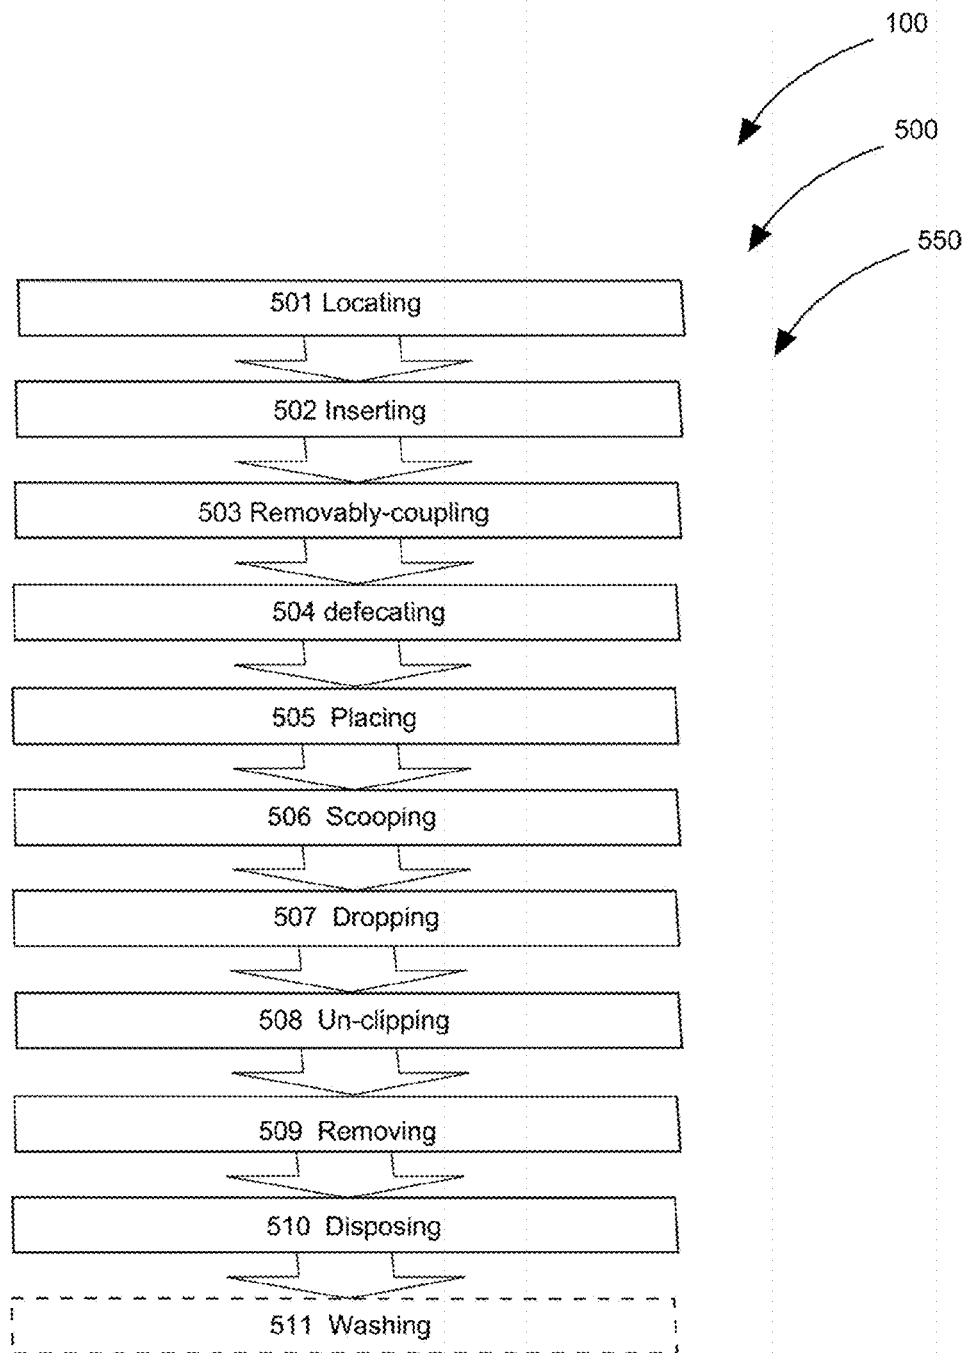 100
500
550
501 Locating
502 Inserting
503 Removably-coupling
504 defecating
505 Placing
506 Scooping
507 Dropping
508 Un-clipping
509 Removing
510 Disposing
511 Washing